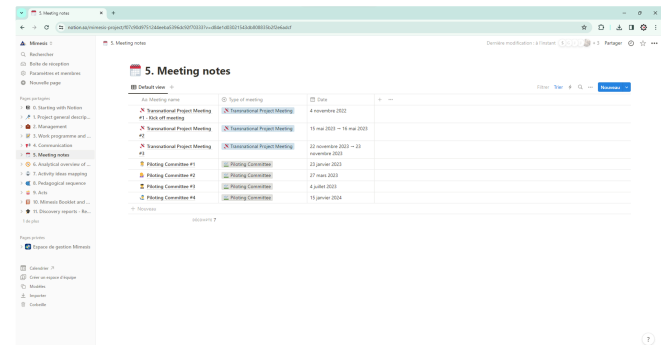 5. Meeting notes
Mimesis
5. Meeting notes
Dernière modification : à l'instant
+ 5
Partager
Rechercher
Boîte de réception
Paramètres et membres
Nouvelle page
5. Meeting notes
Default view
Filtrer Trier
Nouveau
Pages partagées
Aa Meeting name
Type of meeting
Date
0. Starting with Notion
1. Project general descrip...
2. Management
3. Work programme and ...
4. Communication
5. Meeting notes
6. Analytical overview of ...
7. Activity ideas mapping
8. Pedagogical sequence
9. Acts
10. Mimesis Booklet and ...
11. Discovery reports - Re...
1 de plus
Transnational Project Meeting
#1 - Kick off meeting
Transnational Project Meeting
4 novembre 2022
Transnational Project Meeting
#2
Transnational Project Meeting
15 mai 2023 → 16 mai 2023
Transnational Project Meeting
#3
Transnational Project Meeting
22 novembre 2023 → 23
novembre 2023
Piloting Committee #1
Piloting Committee
23 janvier 2023
Piloting Committee #2
Piloting Committee
27 mars 2023
Piloting Committee #3
Piloting Committee
4 juillet 2023
Piloting Committee #4
Piloting Committee
15 janvier 2024
+ Nouveau
7
Pages privées
Espace de gestion Mimesis
Calendrier
Créer un espace d'équipe
Modèles
Importer
Corbeille
?